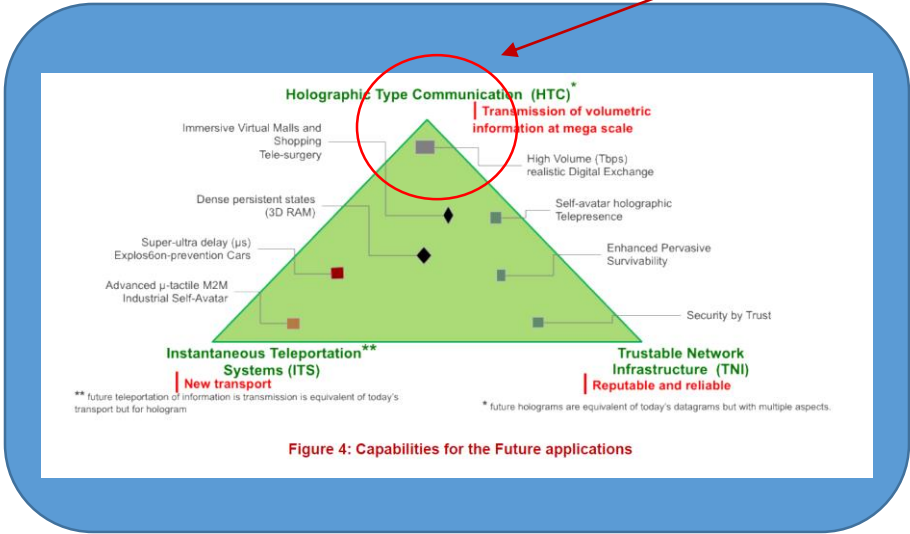 Holographic Type Communication (HTC)*
Transmission of volumetric
information at mega scale
Immersive Virtual Malls and
Shopping
Tele-surgery
High Volume (Tbps)
realistic Digital Exchange
Dense persistent states
(3D RAM)
Self-avatar holographic
Telepresence
Super-ultra delay (µs)
Explos6on-prevention Cars
Enhanced Pervasive
Survivability
Advanced µ-tactile M2M
Industrial Self-Avatar
Security by Trust
Instantaneous Teleportation**
Systems (ITS)
New transport
Trustable Network
Infrastructure (TNI)
Reputable and reliable
** future teleportation of information is transmission is equivalent of today's
transport but for hologram
* future holograms are equivalent of today's datagrams but with multiple aspects.
Figure 4: Capabilities for the Future applications